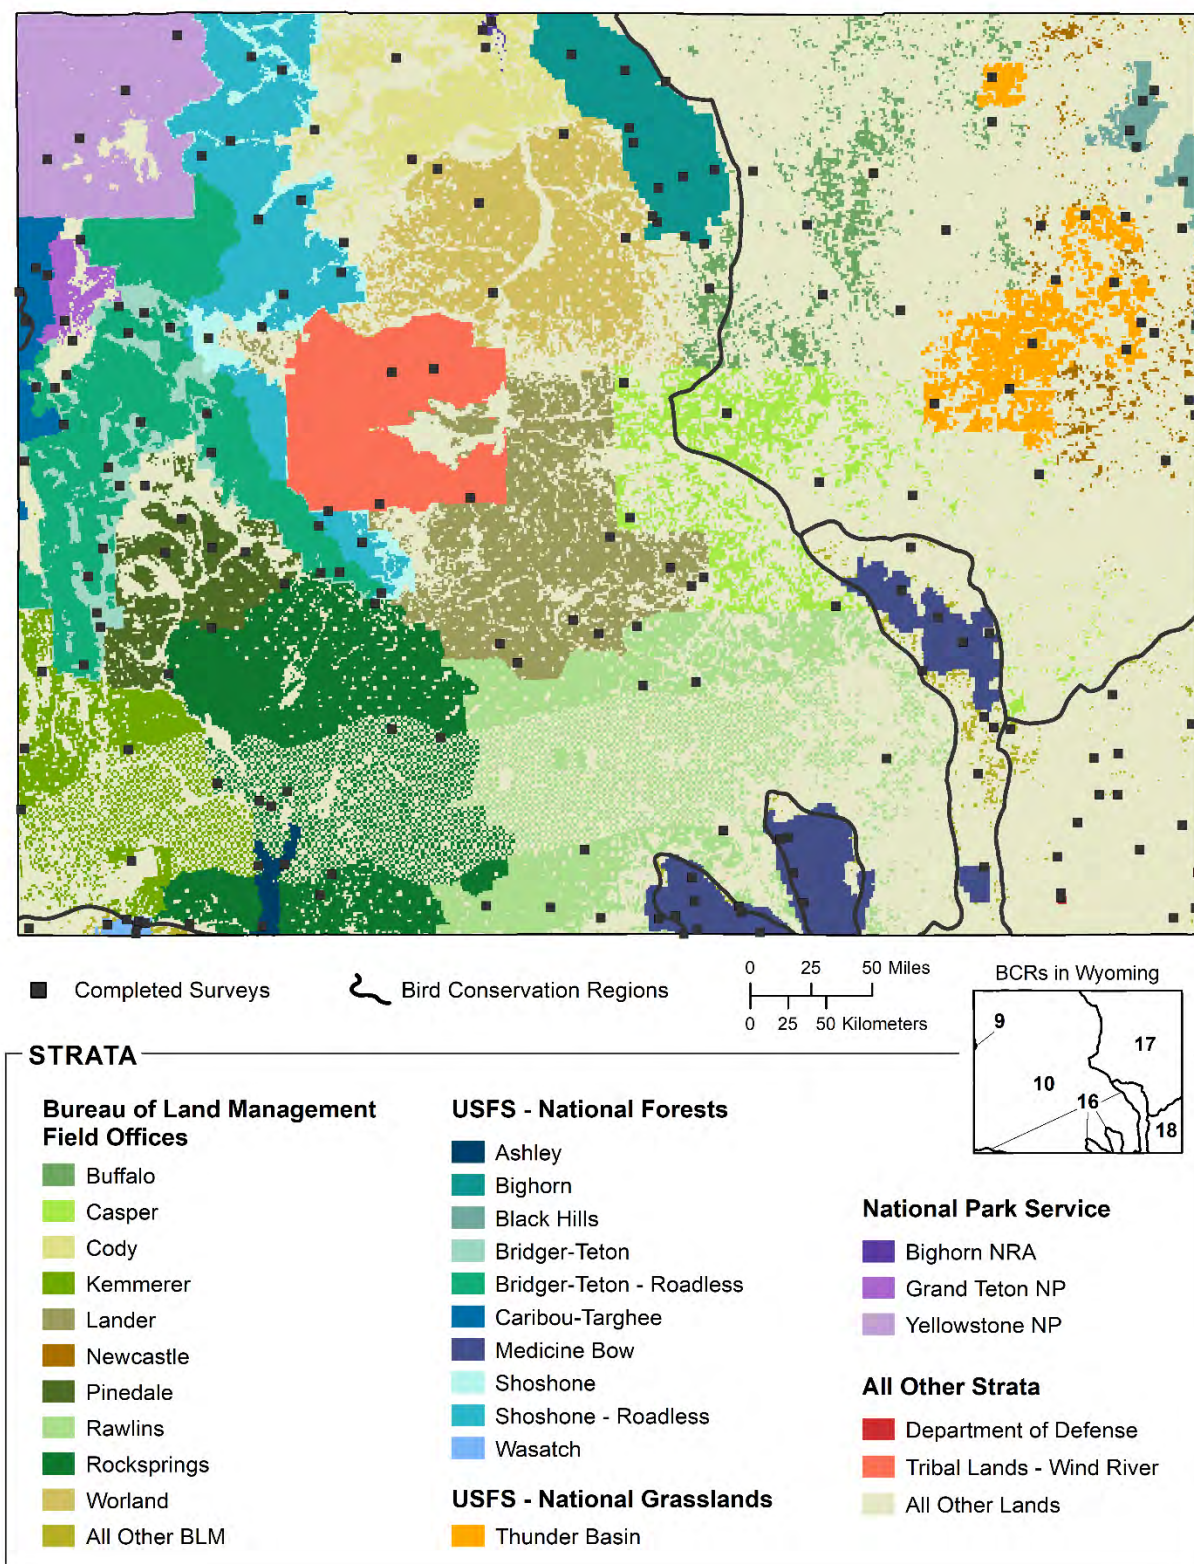 Completed Surveys
Bird Conservation Regions
0 25 50 Miles
0 25 50 Kilometers
BCRs in Wyoming
9
17
10
16
18
STRATA
Bureau of Land Management
Field Offices
Buffalo
Casper
Cody
Kemmerer
Lander
Newcastle
Pinedale
Rawlins
Rocksprings
Worland
All Other BLM
USFS - National Forests
Ashley
Bighorn
Black Hills
Bridger-Teton
Bridger-Teton - Roadless
Caribou-Targhee
Medicine Bow
Shoshone
Shoshone - Roadless
Wasatch
USFS - National Grasslands
Thunder Basin
National Park Service
Bighorn NRA
Grand Teton NP
Yellowstone NP
All Other Strata
Department of Defense
Tribal Lands - Wind River
All Other Lands